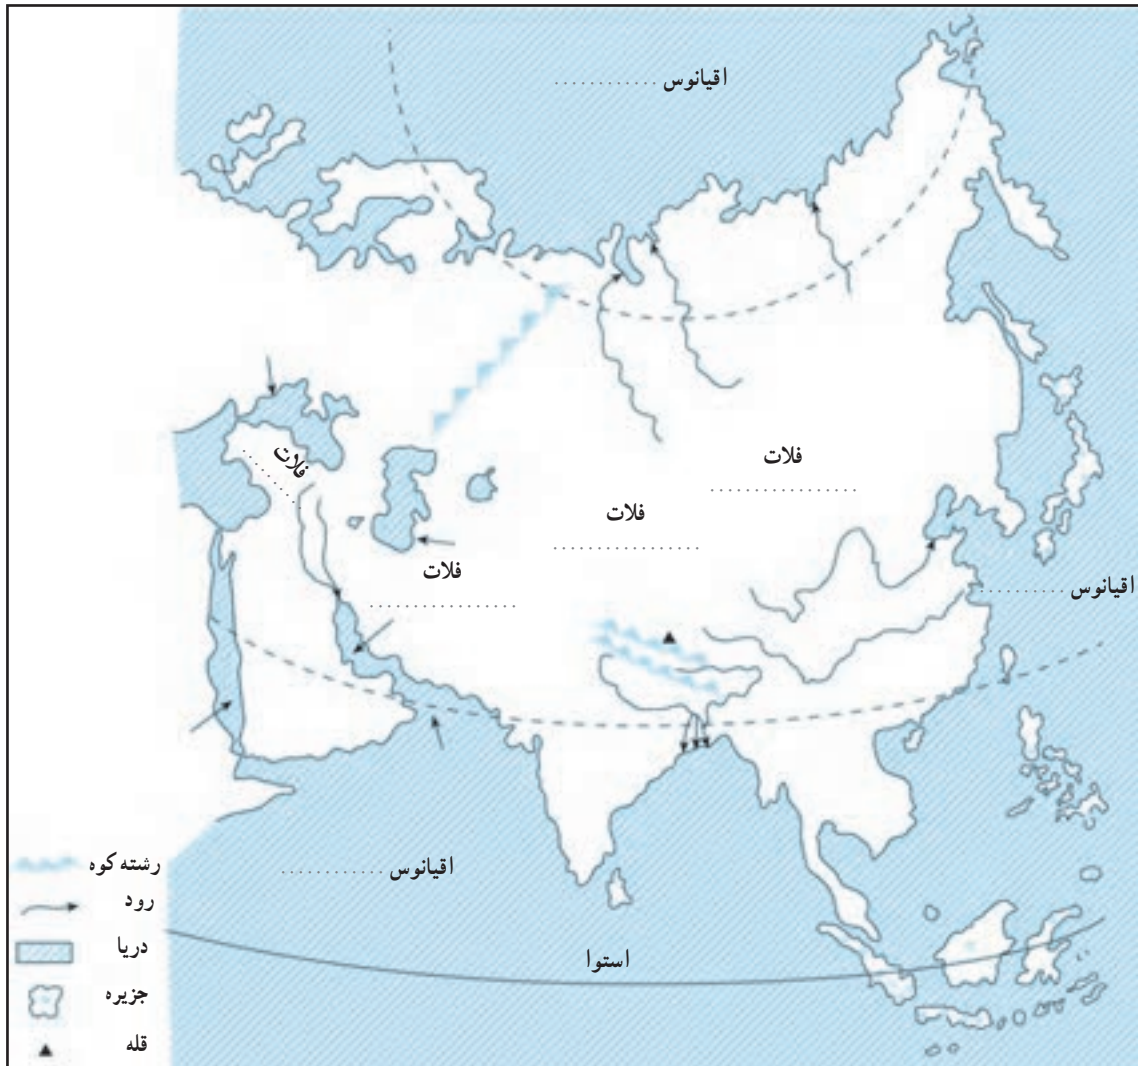 اقیانوس ............
فلات ............
فلات ............
فلات ............
فلات ............
اقیانوس ............
اقیانوس ............
استوا
رشته کوه
رود
دریا
جزیره
قله